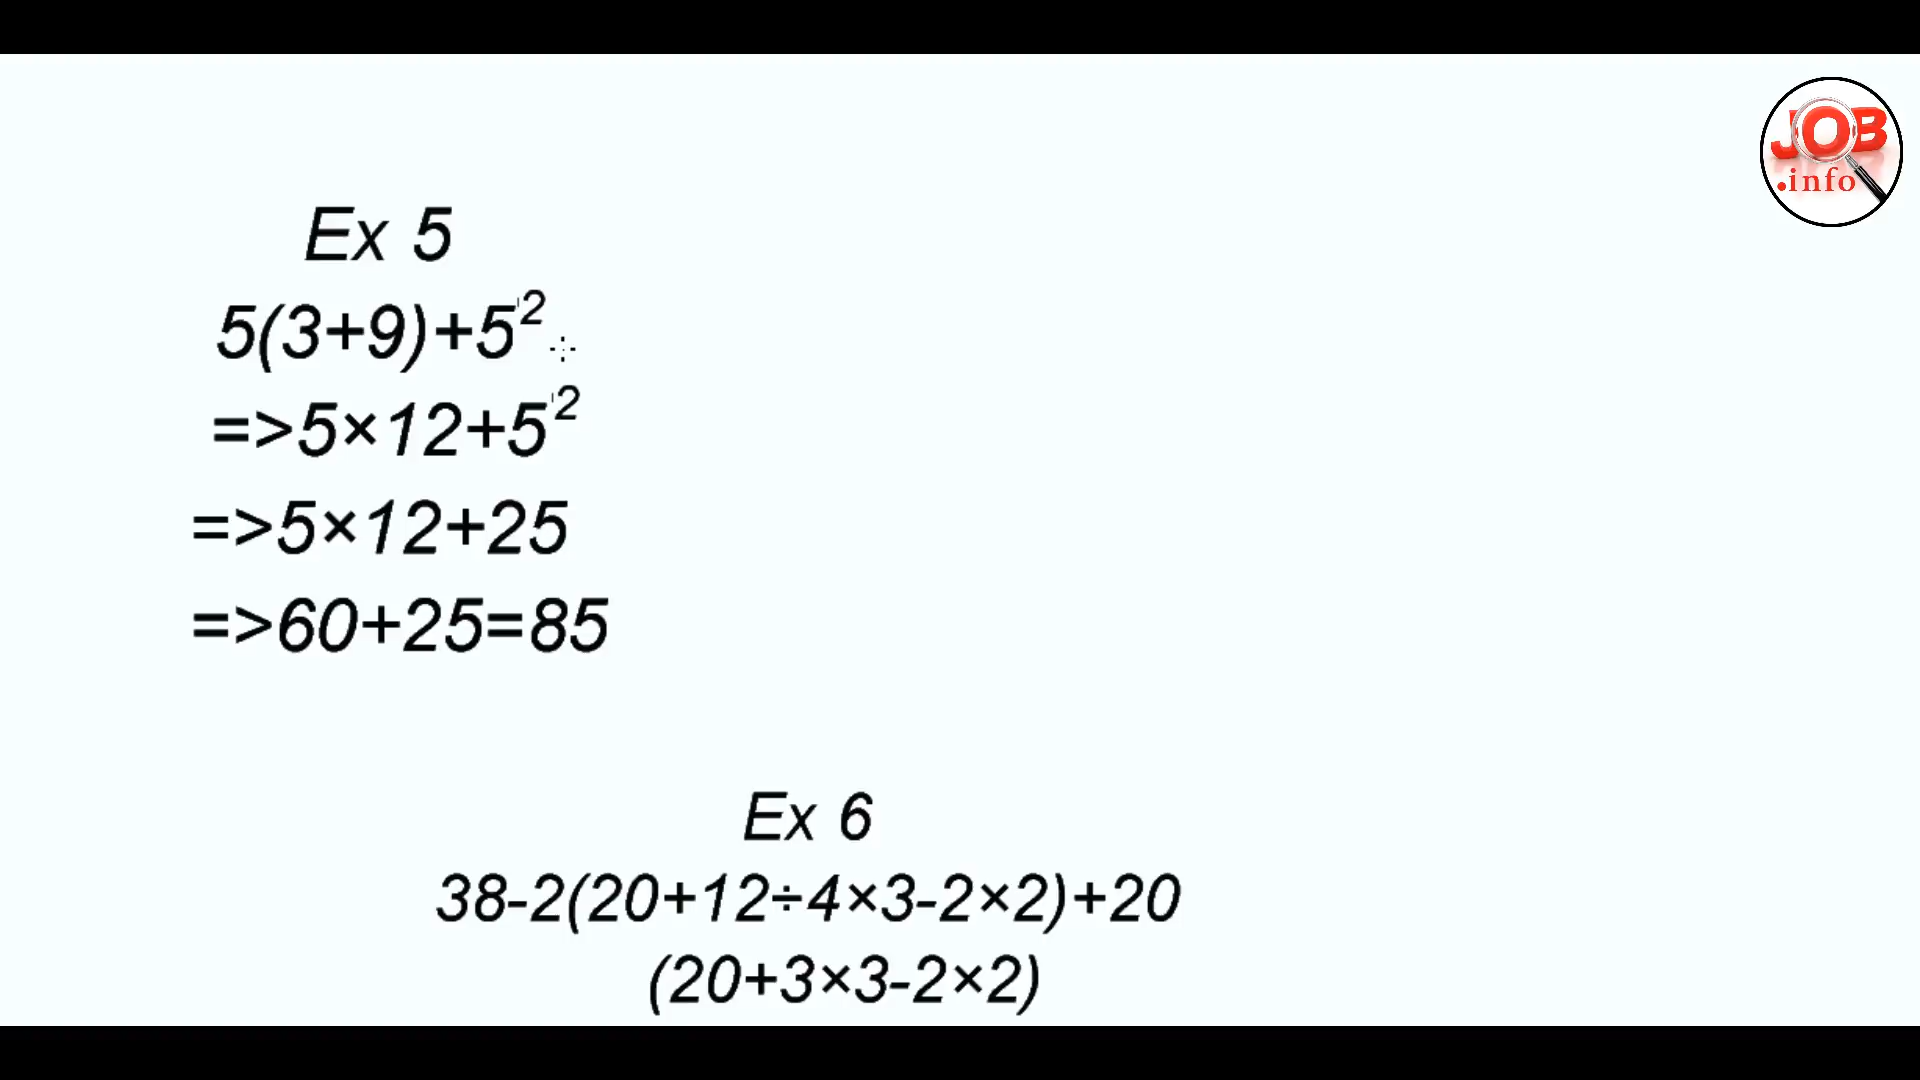 JOB
.info
Ex 5
5(3+9)+5²
=>5×12+5²
=>5×12+25
=>60+25=85
Ex 6
38-2(20+12÷4×3-2×2)+20
(20+3×3-2×2)